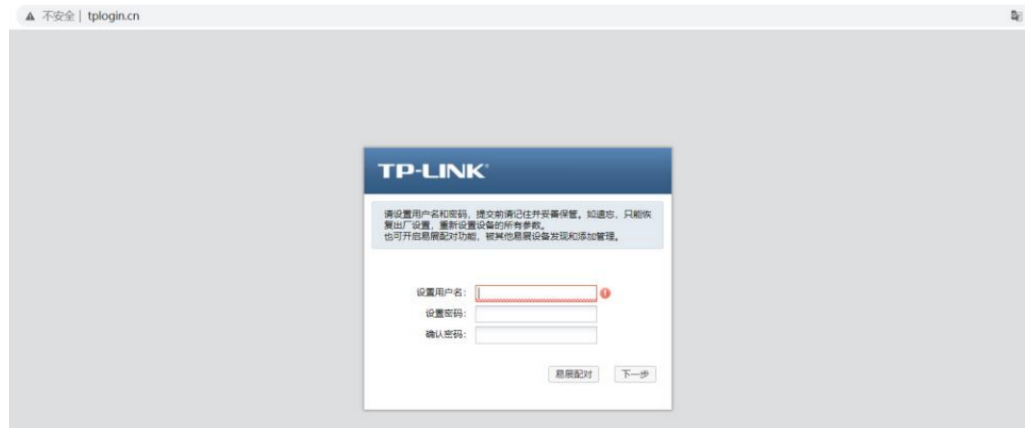 不安全 | tplogin.cn
TP-LINK®
请设置用户名和密码，提交前请记住并妥善保管。如遗忘，只能恢
复出厂设置，重新设置设备的所有参数。
也可开启易展配对功能，被其他易展设备发现和添加管理。
设置用户名：
设置密码：
确认密码：
易展配对 下一步